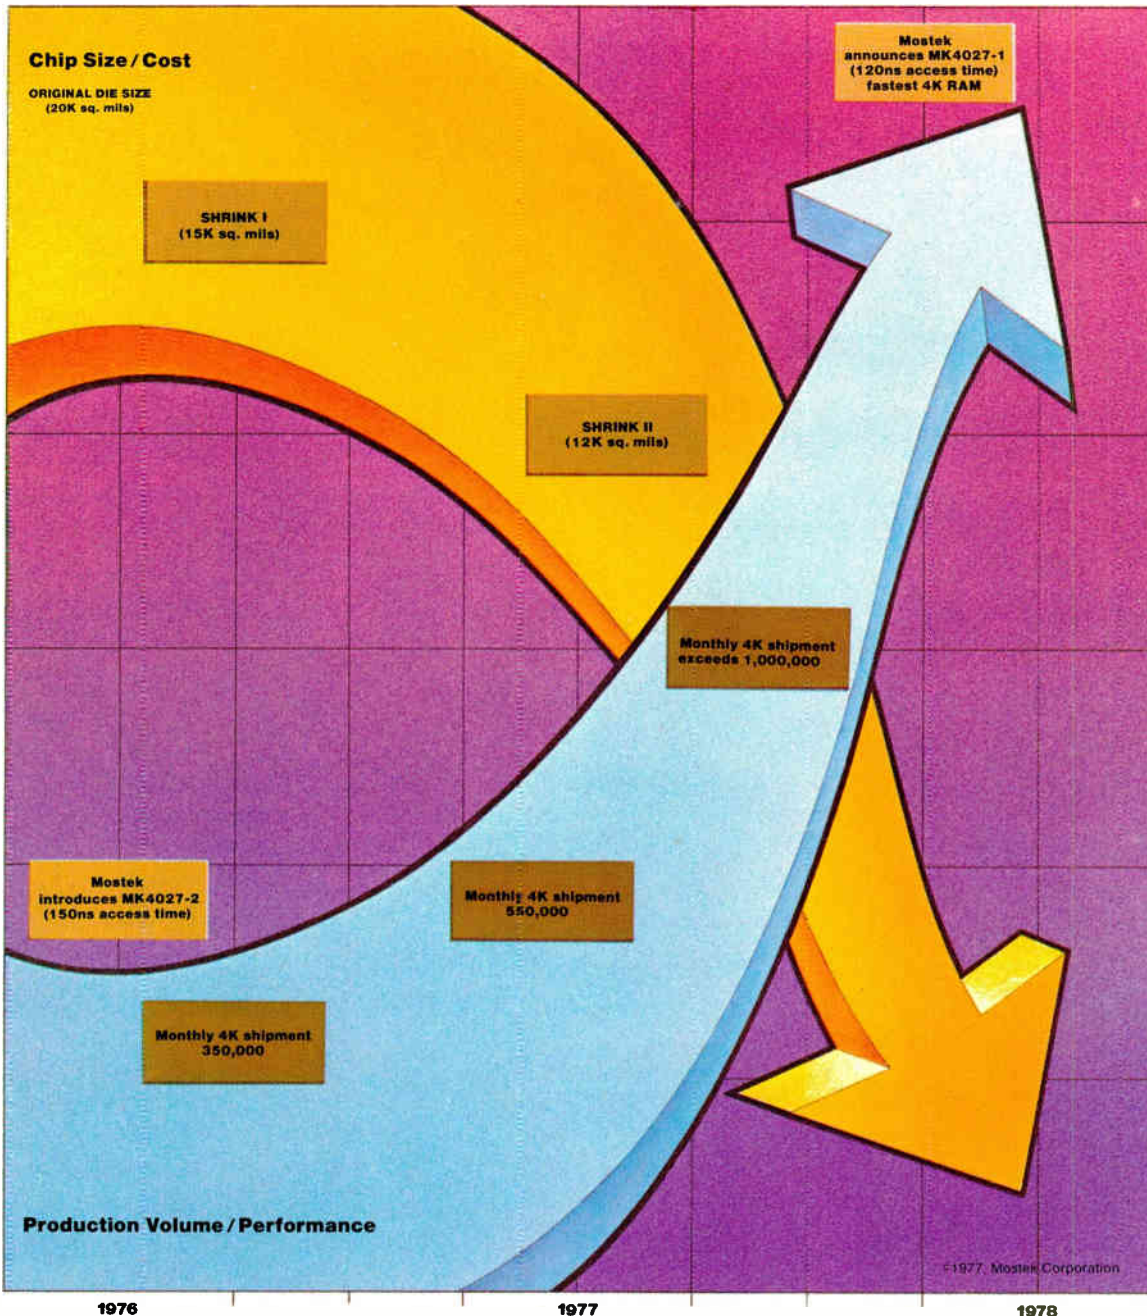 Chip Size / Cost
ORIGINAL DIE SIZE
(20K sq. mils)
Mostek
announces MK4027-1
(120ns access time)
fastest 4K RAM
SHRINK I
(15K sq. mils)
SHRINK II
(12K sq. mils)
Monthly 4K shipment
exceeds 1,000,000
Mostek
introduces MK4027-2
(150ns access time)
Monthly 4K shipment
550,000
Monthly 4K shipment
350,000
Production Volume / Performance
©1977, Mostek Corporation
1976
1977
1978